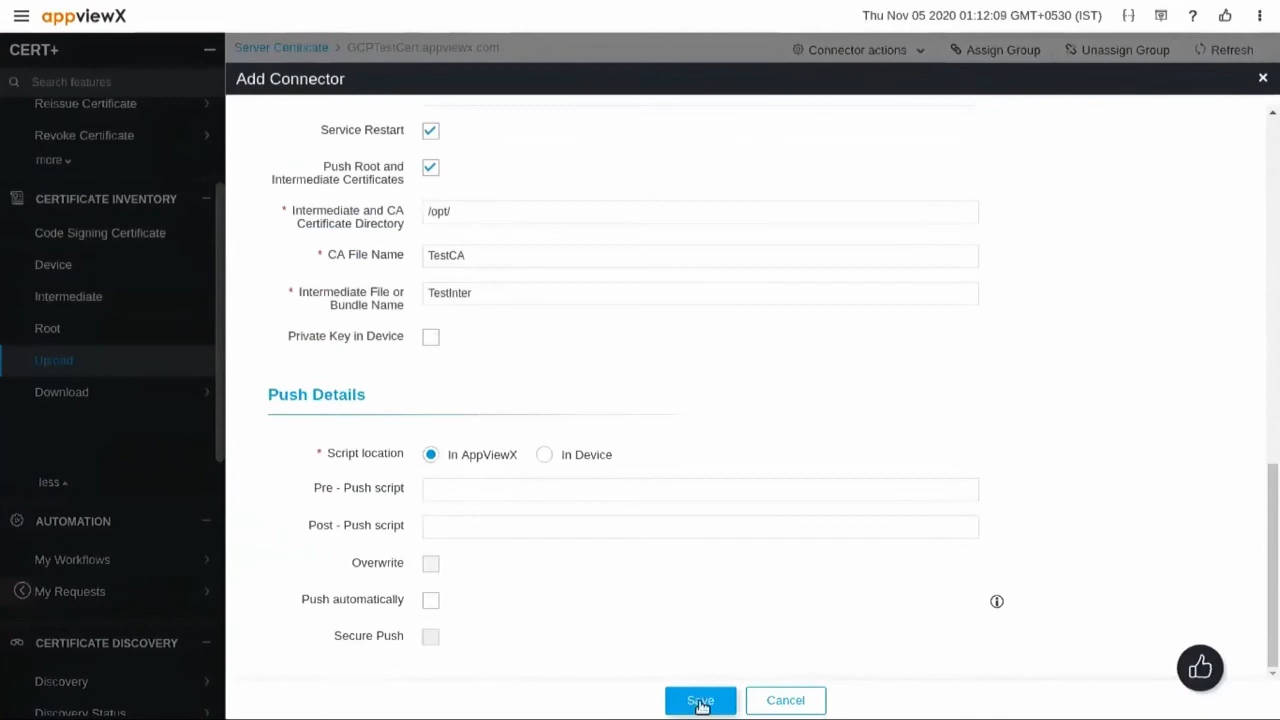 appviewX
Thu Nov 05 2020 01:12:09 GMT+0530 (IST)
CERT+
Server Certificate > GCPTestCert.appviewx.com
Connector actions
Assign Group
Unassign Group
Refresh
Search features
Reissue Certificate
Revoke Certificate
more
CERTIFICATE INVENTORY
Code Signing Certificate
Device
Intermediate
Root
Upload
Download
less
AUTOMATION
My Workflows
My Requests
CERTIFICATE DISCOVERY
Discovery
Discovery Status
Add Connector
Service Restart
Push Root and
Intermediate Certificates
* Intermediate and CA
Certificate Directory
/opt/
* CA File Name
TestCA
* Intermediate File or
Bundle Name
TestInter
Private Key in Device
Push Details
* Script location
In AppViewX
In Device
Pre - Push script
Post - Push script
Overwrite
Push automatically
Secure Push
Save
Cancel